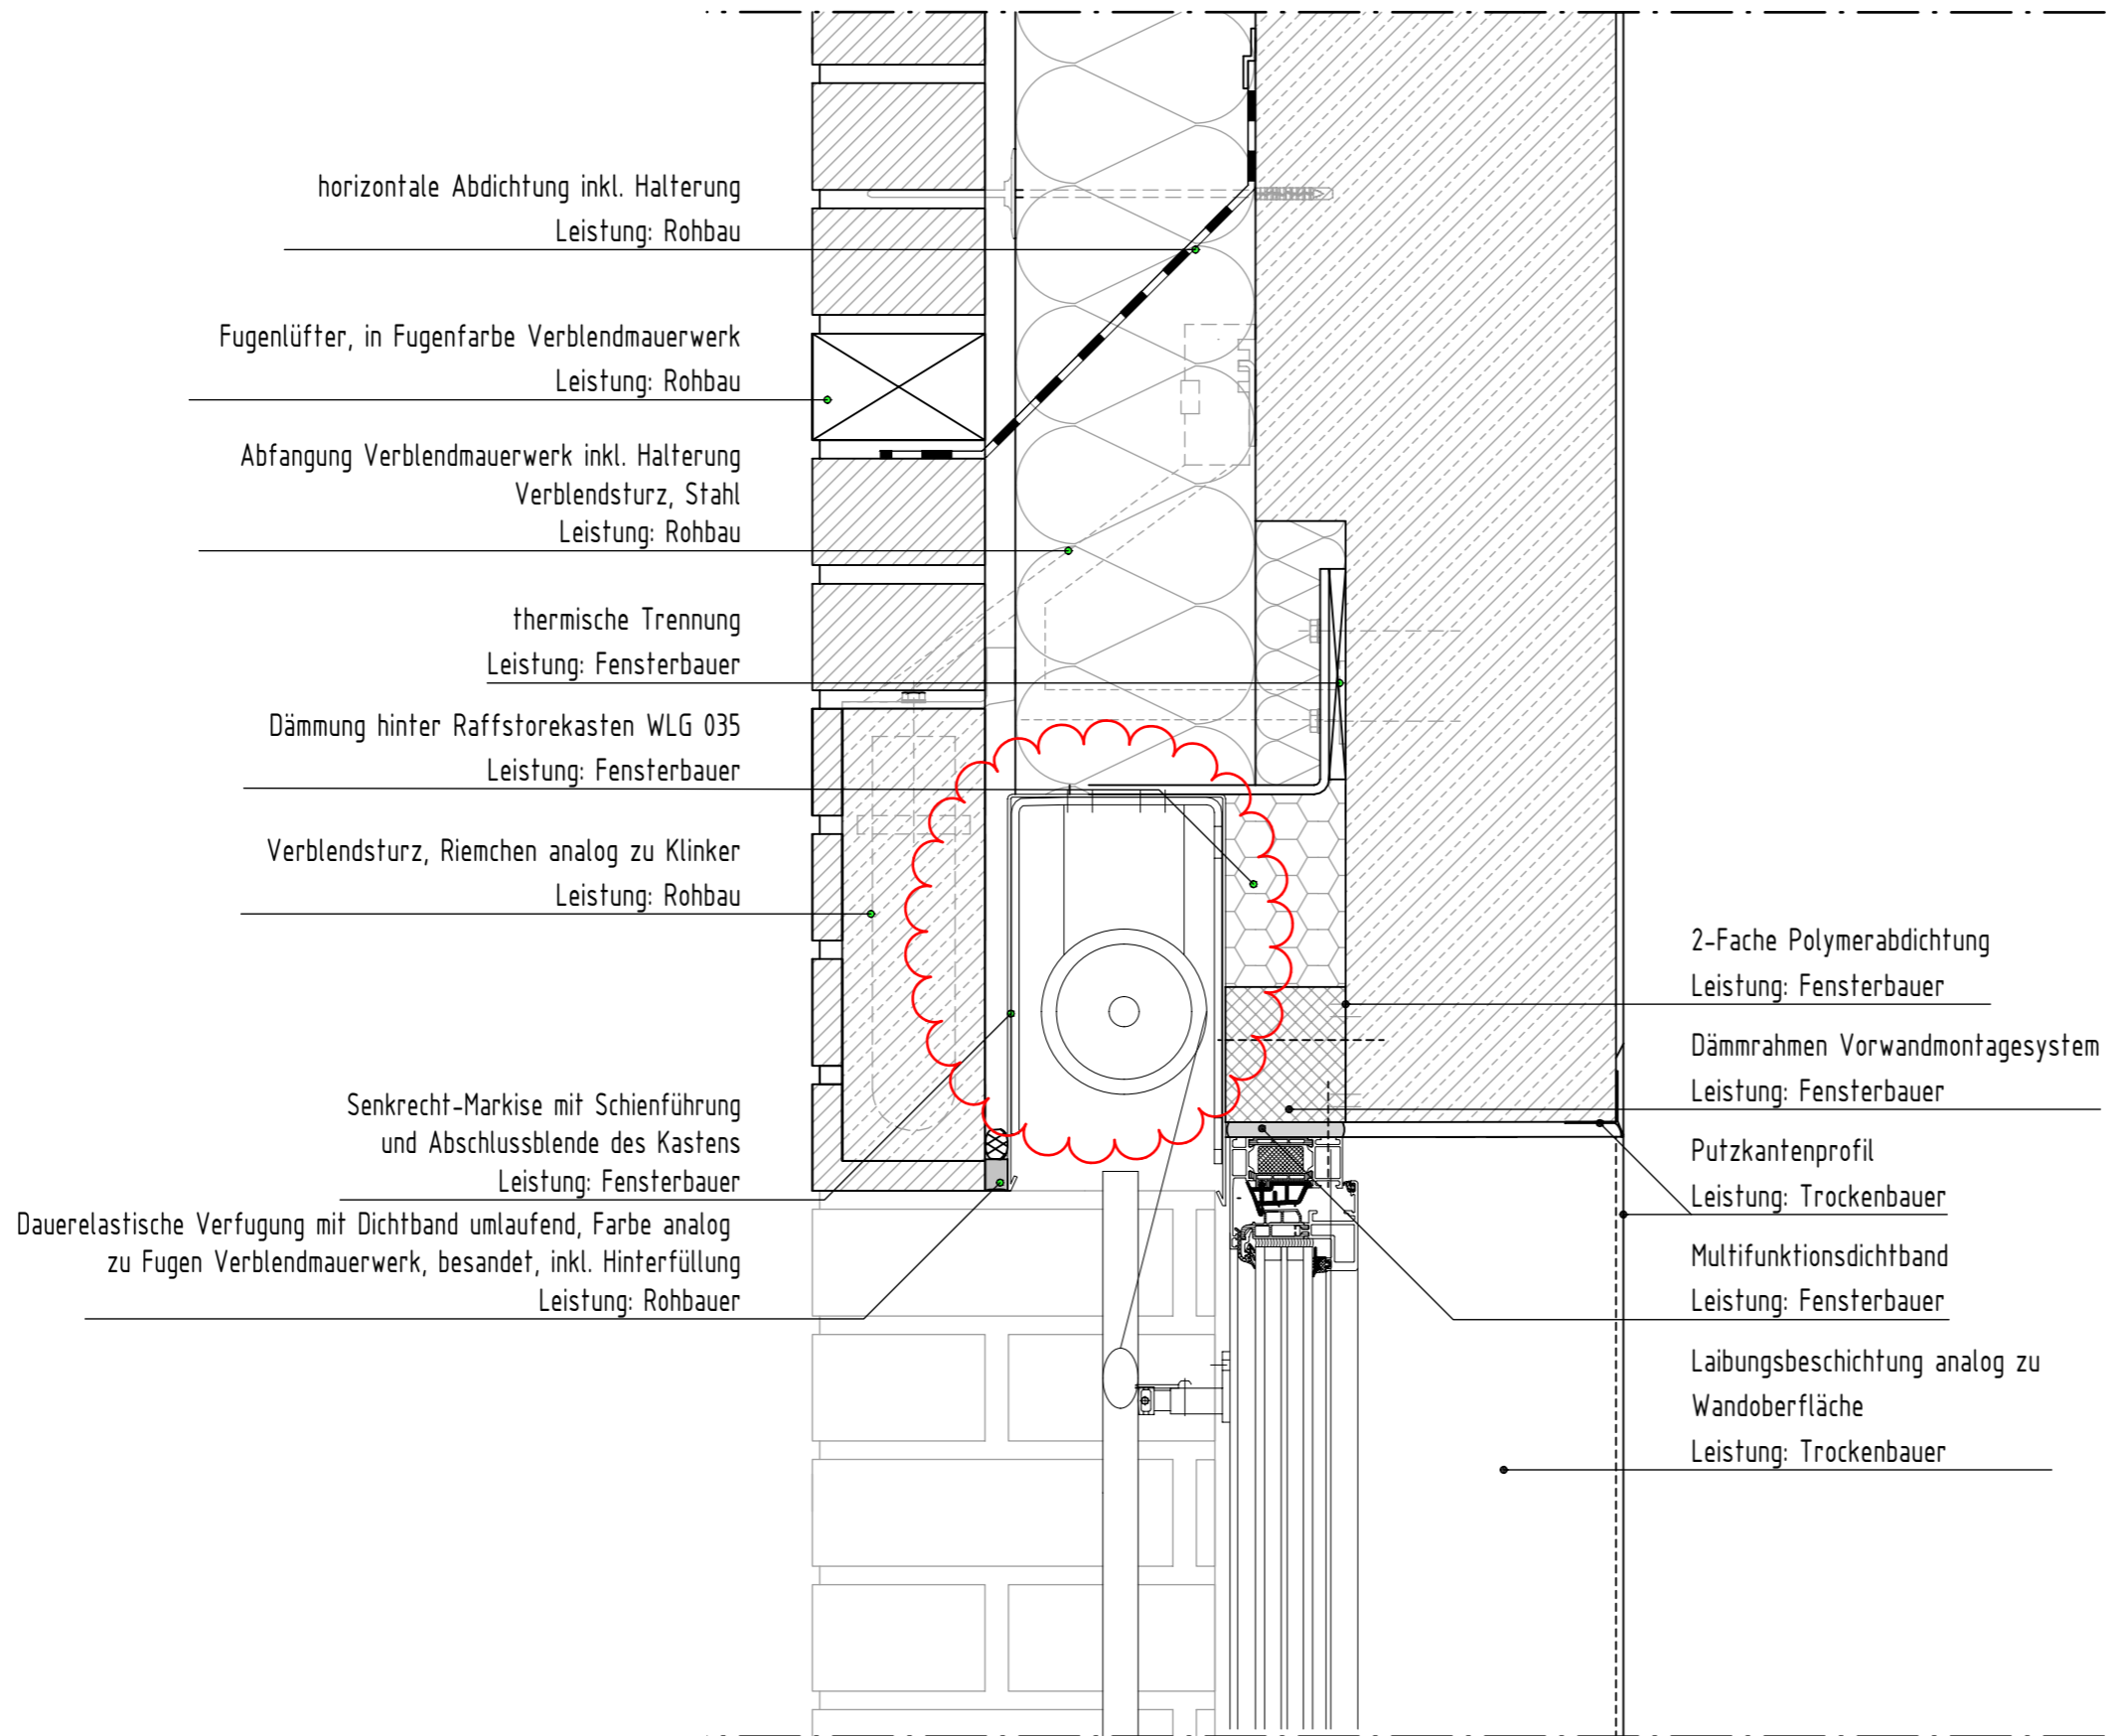 horizontale Abdichtung inkl. Halterung
Leistung: Rohbau
Fugenlüfter, in Fugenfarbe Verblendmauerwerk
Leistung: Rohbau
Abfangung Verblendmauerwerk inkl. Halterung
Verblendsturz, Stahl
Leistung: Rohbau
thermische Trennung
Leistung: Fensterbauer
Dämmung hinter Raffstorekasten WLG 035
Leistung: Fensterbauer
Verblendsturz, Riemchen analog zu Klinker
Leistung: Rohbau
Senkrecht-Markise mit Schienführung
und Abschlussblende des Kastens
Leistung: Fensterbauer
Dauerelastische Verfugung mit Dichtband umlaufend, Farbe analog
zu Fugen Verblendmauerwerk, besandet, inkl. Hinterfüllung
Leistung: Rohbauer
2-Fache Polymerabdichtung
Leistung: Fensterbauer
Dämmrahmen Vorwandmontagesystem
Leistung: Fensterbauer
Putzkantenprofil
Leistung: Trockenbauer
Multifunktionsdichtband
Leistung: Fensterbauer
Laibungsbeschichtung analog zu
Wandoberfläche
Leistung: Trockenbauer